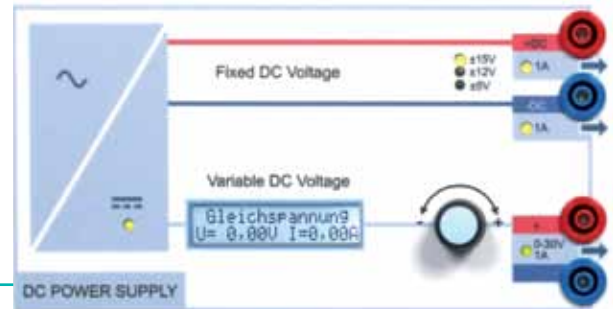 +DC
Fixed DC Voltage
±15V
±12V
±5V
1A
-DC
1A
Variable DC Voltage
Gleichspannung
U= 0,00V I=0,00A
- +
+
0-30V
1A
DC POWER SUPPLY